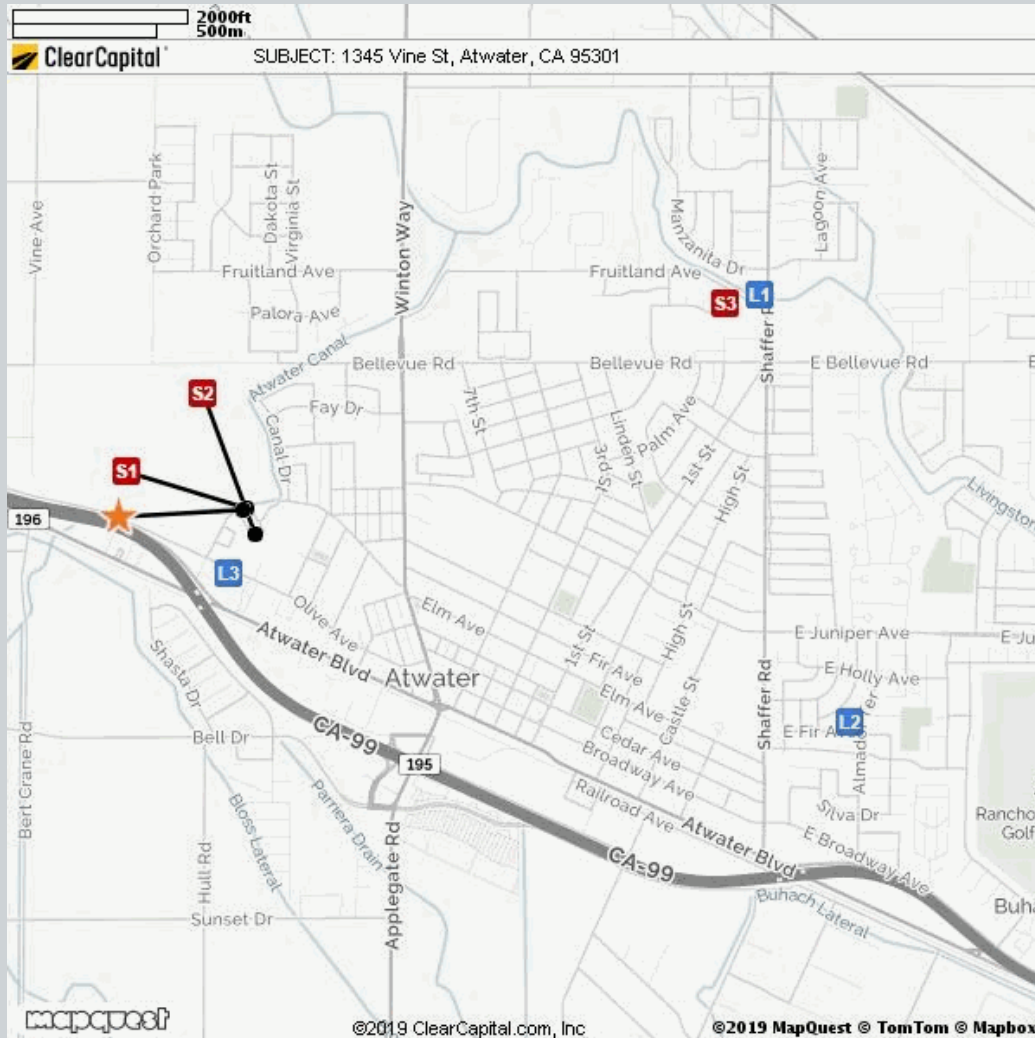 2000ft
500m
ClearCapital
SUBJECT: 1345 Vine St, Atwater, CA 95301
Vine Ave
Orchard Park
Dakota St
Virginia St
Winton Way
Manzanita Dr
Lagoon Ave
Fruitland Ave
Fruitland Ave
S3
L1
Palora Ave
Atwater Canal
Bellevue Rd
Bellevue Rd
Shaffer Rd
E Bellevue Rd
S2
Fay Dr
7th St
Linden St
Palm Ave
3rd St
1st St
High St
Canal Dr
S1
196
Livingston
L3
Olive Ave
Elm Ave
Atwater Blvd
Atwater
1st St
Fir Ave
Elm Ave
High St
Castle St
E Juniper Ave
E Ju
E Holly Ave
Shaffer Rd
L2
E Fir A
Shasta Dr
Bell Dr
CA-99
195
Cedar Ave
Broadway Ave
Railroad Ave
Atwater Blvd
Silva Dr
E Broadway Ave
Rancho
Golf
Bert Crane Rd
Bloss Lateral
Parriera Drain
Hull Rd
Applegate Rd
CA-99
Buhach Lateral
Buha
Sunset Dr
mapquest
©2019 ClearCapital.com, Inc
©2019 MapQuest © TomTom © Mapbox